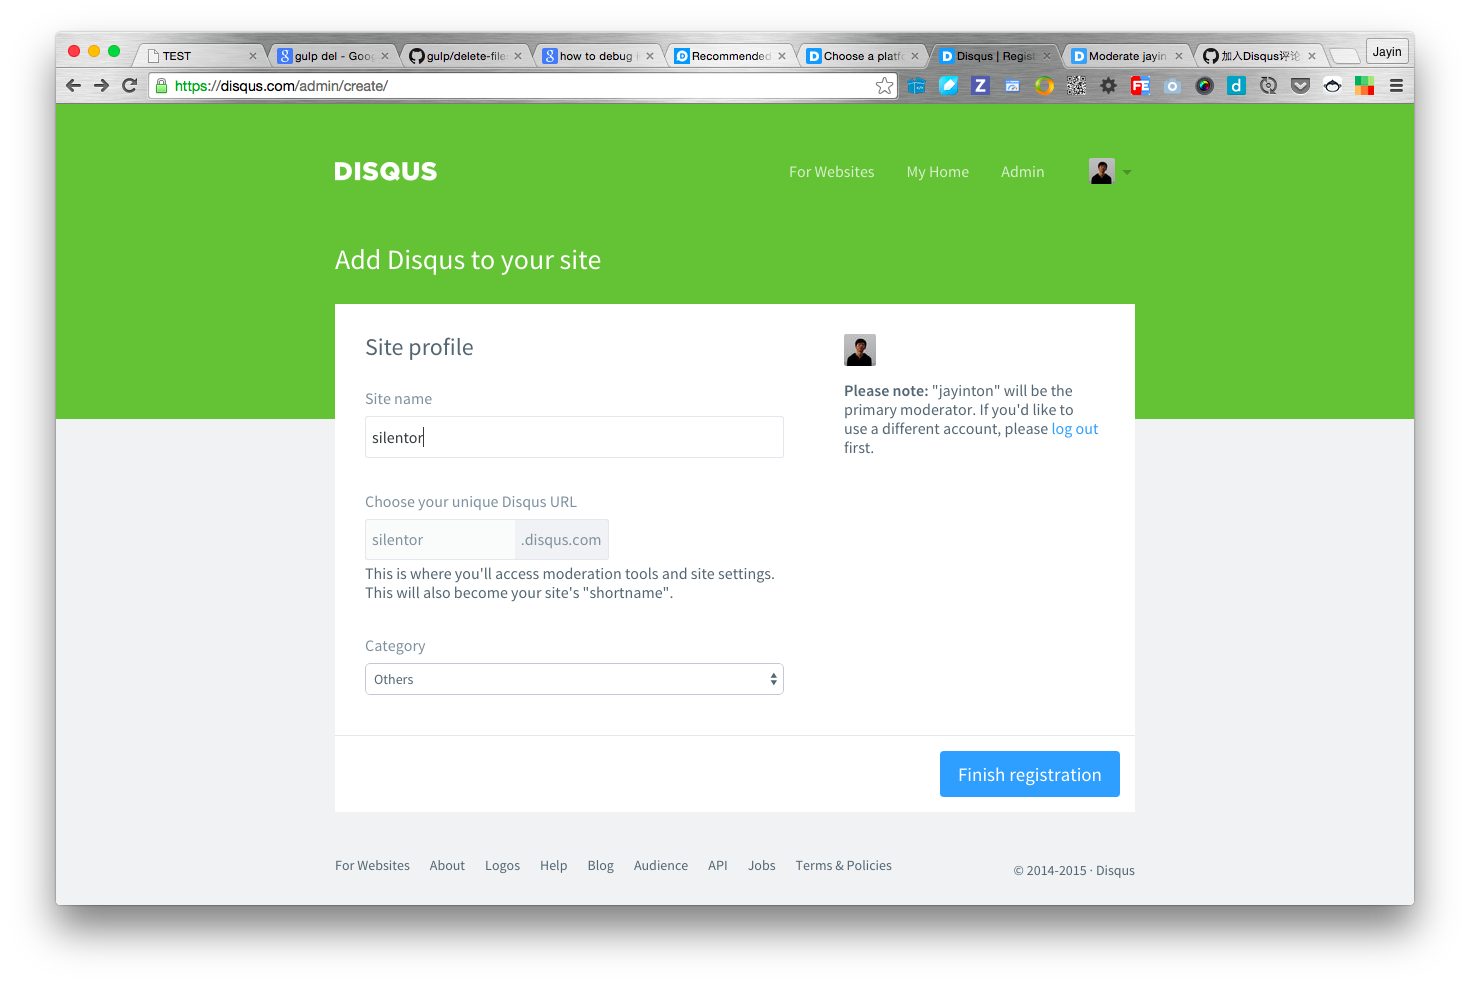 TEST
gulp del - Goo
gulp/delete-file
how to debug
Recommended
Choose a platf
Disqus | Regist
Moderate jayin
加入Disqus评论
Jayin
https://disqus.com/admin/create/
DISQUS
For Websites
My Home
Admin
Add Disqus to your site
Site profile
Site name
silentor
Choose your unique Disqus URL
silentor .disqus.com
This is where you'll access moderation tools and site settings.
This will also become your site's "shortname".
Category
Others
Please note: "jayinton" will be the
primary moderator. If you'd like to
use a different account, please log out
first.
Finish registration
For Websites About Logos Help Blog Audience API Jobs Terms & Policies
© 2014-2015 · Disqus